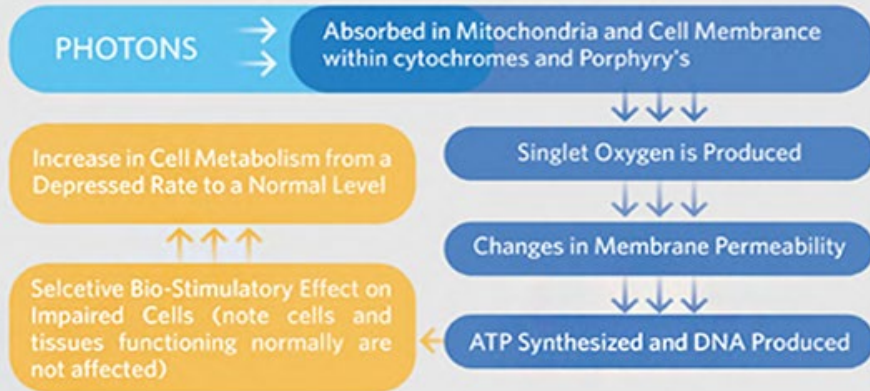 PHOTONS
Absorbed in Mitochondria and Cell Membrance
within cytochromes and Porphyry's
Singlet Oxygen is Produced
Changes in Membrane Permeability
ATP Synthesized and DNA Produced
Selcetive Bio-Stimulatory Effect on
Impaired Cells (note cells and
tissues functioning normally are
not affected)
Increase in Cell Metabolism from a
Depressed Rate to a Normal Level